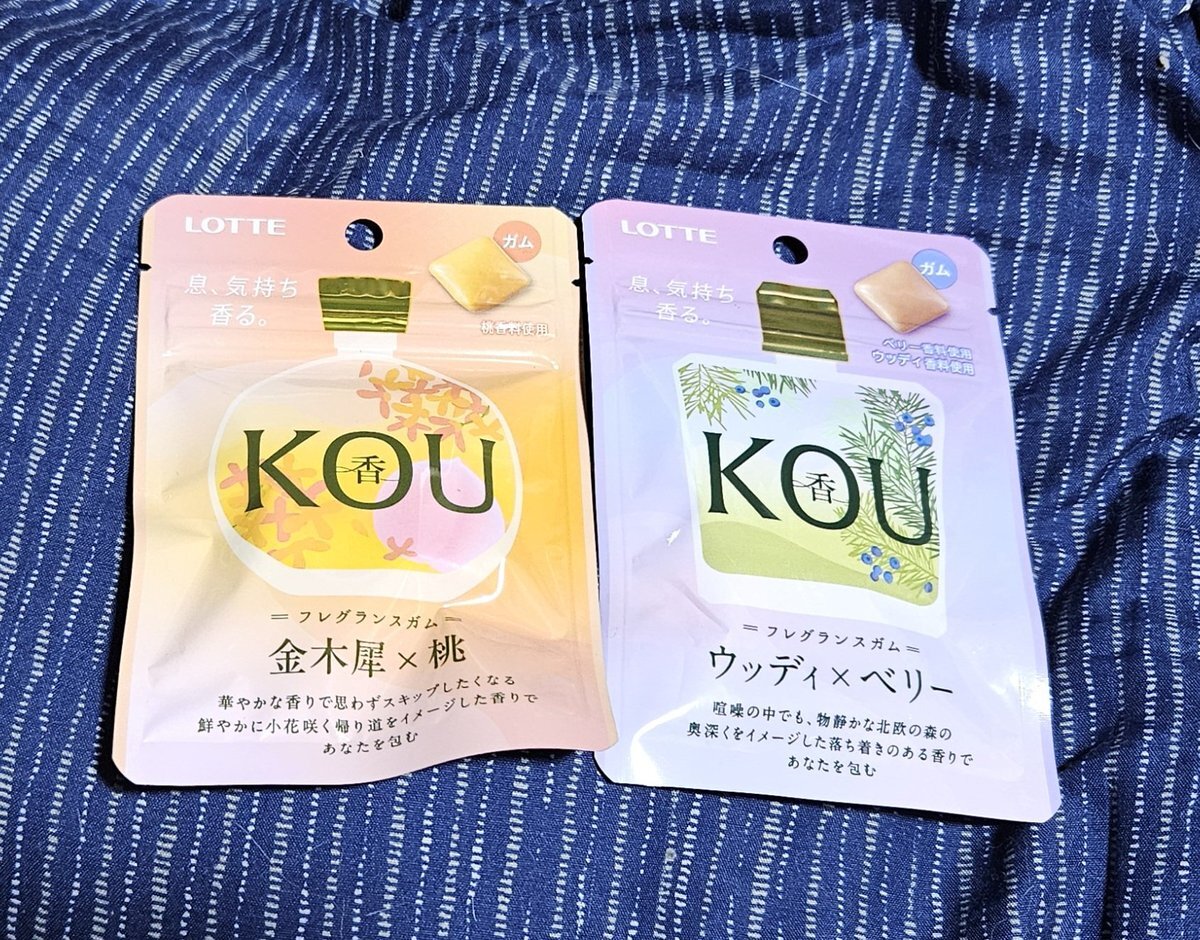 LOTTE
ガム
息、気持ち
香る。
桃香料使用
KOU
香
フレグランスガム
金木犀×桃
華やかな香りで思わずスキップしたくなる
鮮やかに小花咲く帰り道をイメージした香りで
あなたを包む
LOTTE
ガム
息、気持ち
香る。
ベリー香料使用
ウッディ香料使用
KOU
香
フレグランスガム
ウッディ×ベリー
喧噪の中でも、物静かな北欧の森の
奥深くをイメージした落ち着きのある香りで
あなたを包む